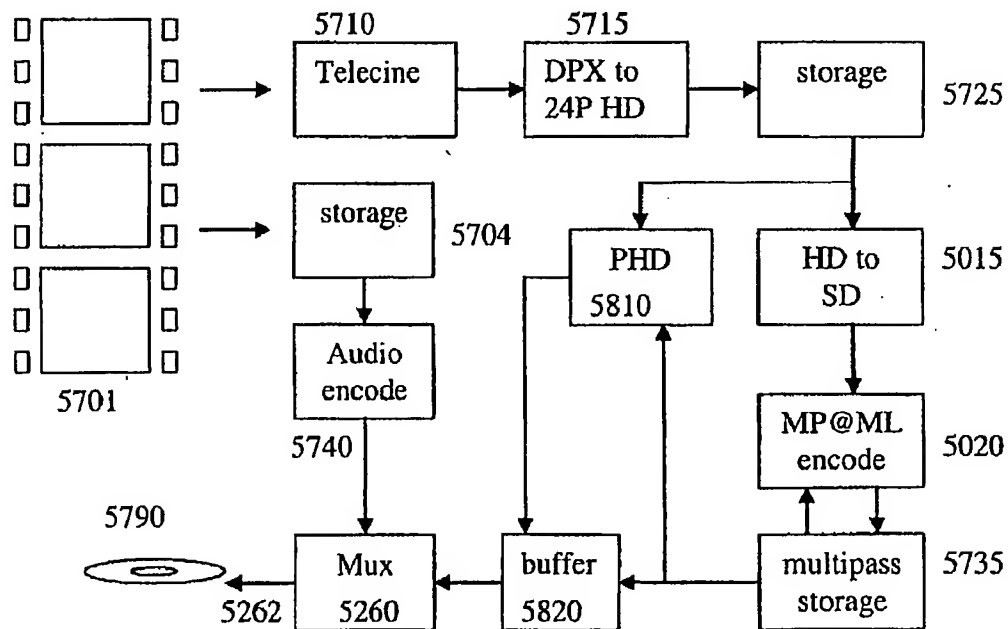 5710
5715
Telecine
DPX to
24P HD
storage
5725
storage
5704
PHD
5810
HD to
SD
5015
Audio
encode
5701
5740
MP@ML
encode
5020
5790
Mux
5260
buffer
5820
multipass
storage
5735
5262